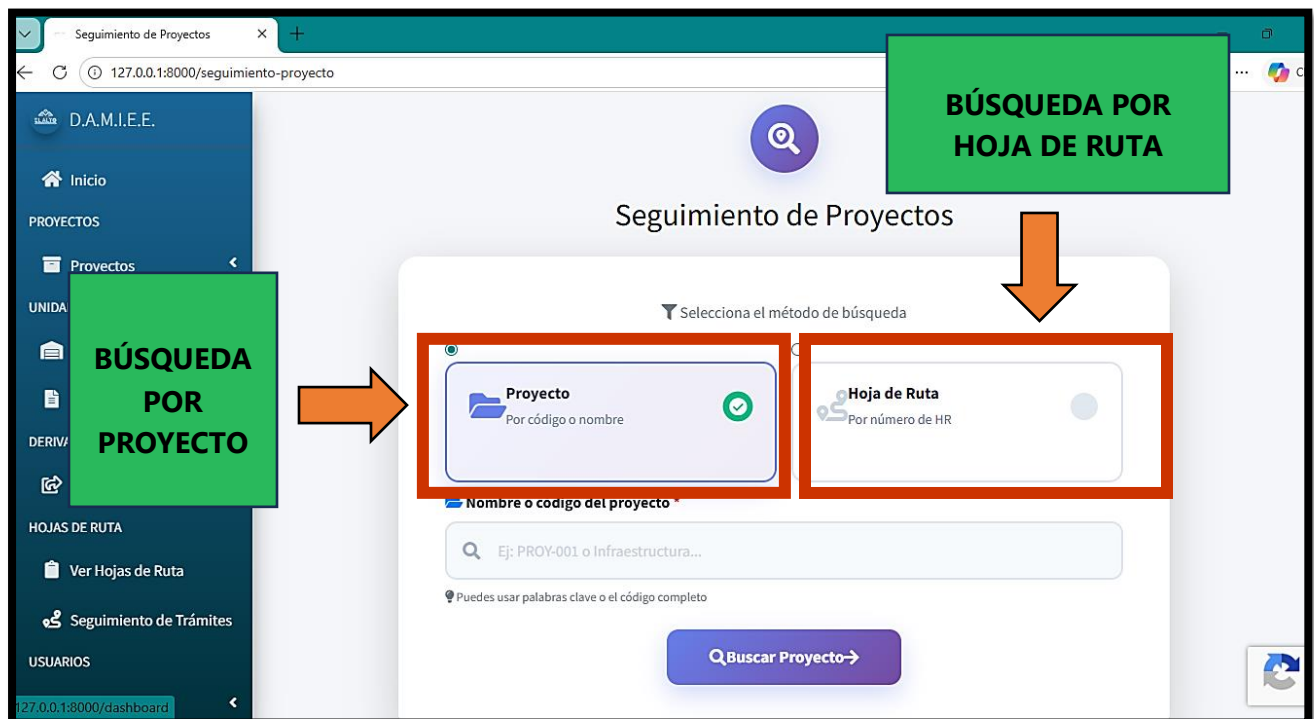 Seguimiento de Proyectos
127.0.0.1:8000/seguimiento-proyecto
D.A.M.I.E.E.
Inicio
PROYECTOS
Proyectos
UNIDA
DERIVA
HOJAS DE RUTA
Ver Hojas de Ruta
Seguimiento de Trámites
USUARIOS
127.0.0.1:8000/dashboard
BÚSQUEDA
POR
PROYECTO
BÚSQUEDA POR
HOJA DE RUTA
Seguimiento de Proyectos
Selecciona el método de búsqueda
Proyecto
Por código o nombre
Hoja de Ruta
Por número de HR
Nombre o código del proyecto *
Ej: PROY-001 o Infraestructura...
Puedes usar palabras clave o el código completo
Buscar Proyecto